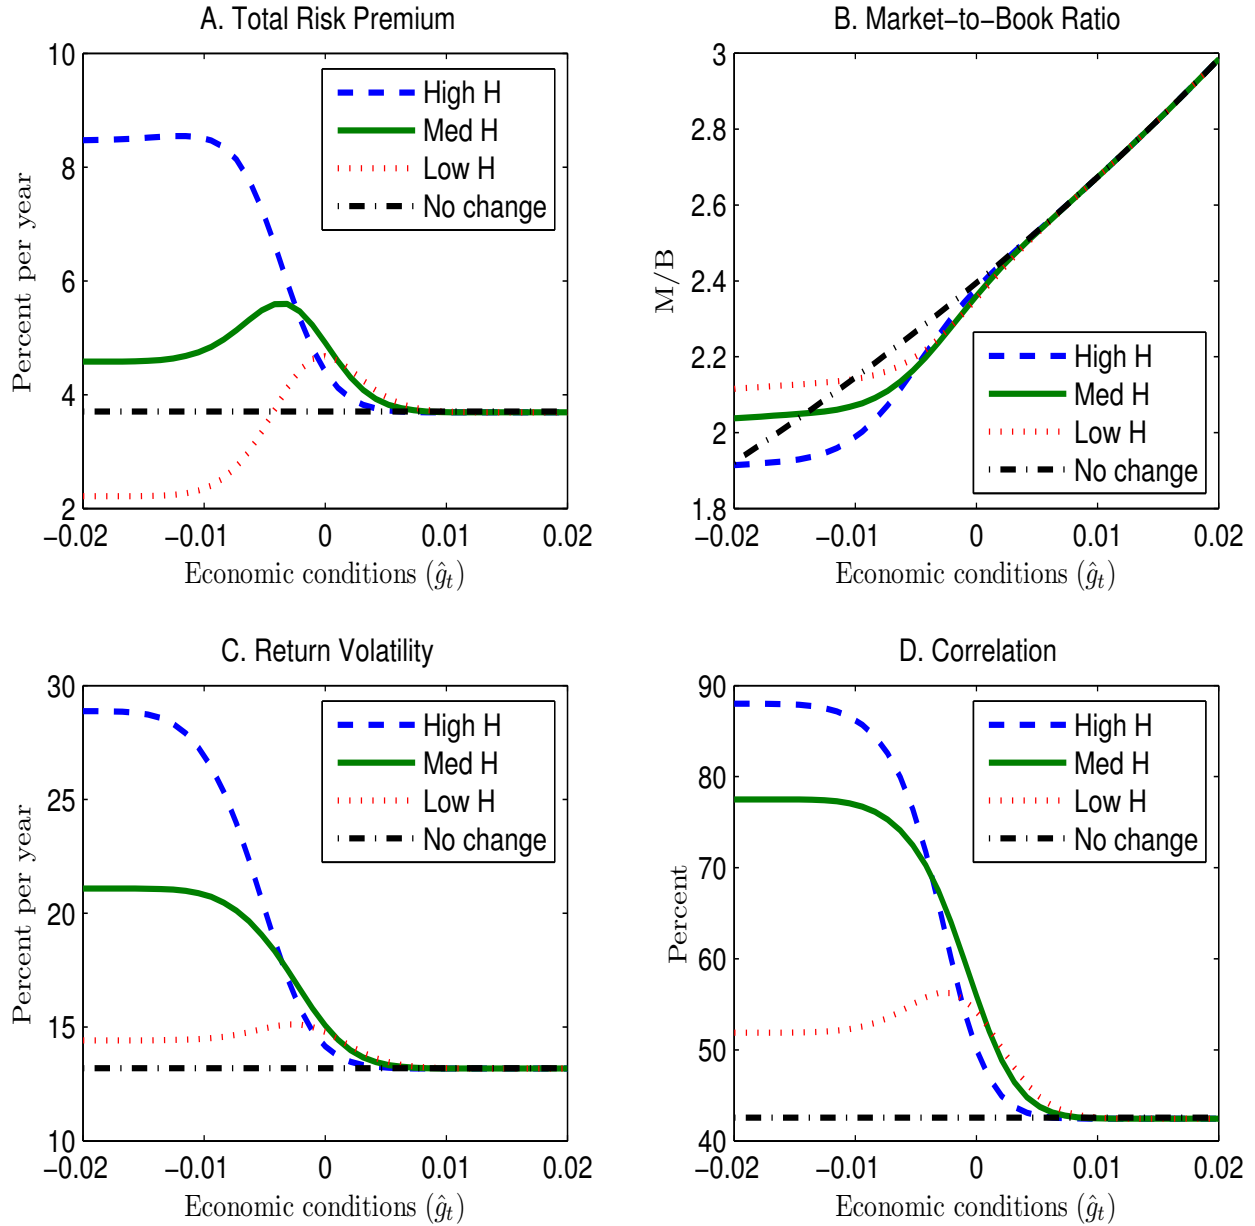 A. Total Risk Premium
10
8
6
4
2
Percent per year
High H
Med H
Low H
No change
−0.02 −0.01 0 0.01 0.02
Economic conditions (ĝₜ)
B. Market−to−Book Ratio
3
2.8
2.6
2.4
2.2
2
1.8
M/B
High H
Med H
Low H
No change
−0.02 −0.01 0 0.01 0.02
Economic conditions (ĝₜ)
C. Return Volatility
30
25
20
15
10
Percent per year
High H
Med H
Low H
No change
−0.02 −0.01 0 0.01 0.02
Economic conditions (ĝₜ)
D. Correlation
90
80
70
60
50
40
Percent
High H
Med H
Low H
No change
−0.02 −0.01 0 0.01 0.02
Economic conditions (ĝₜ)